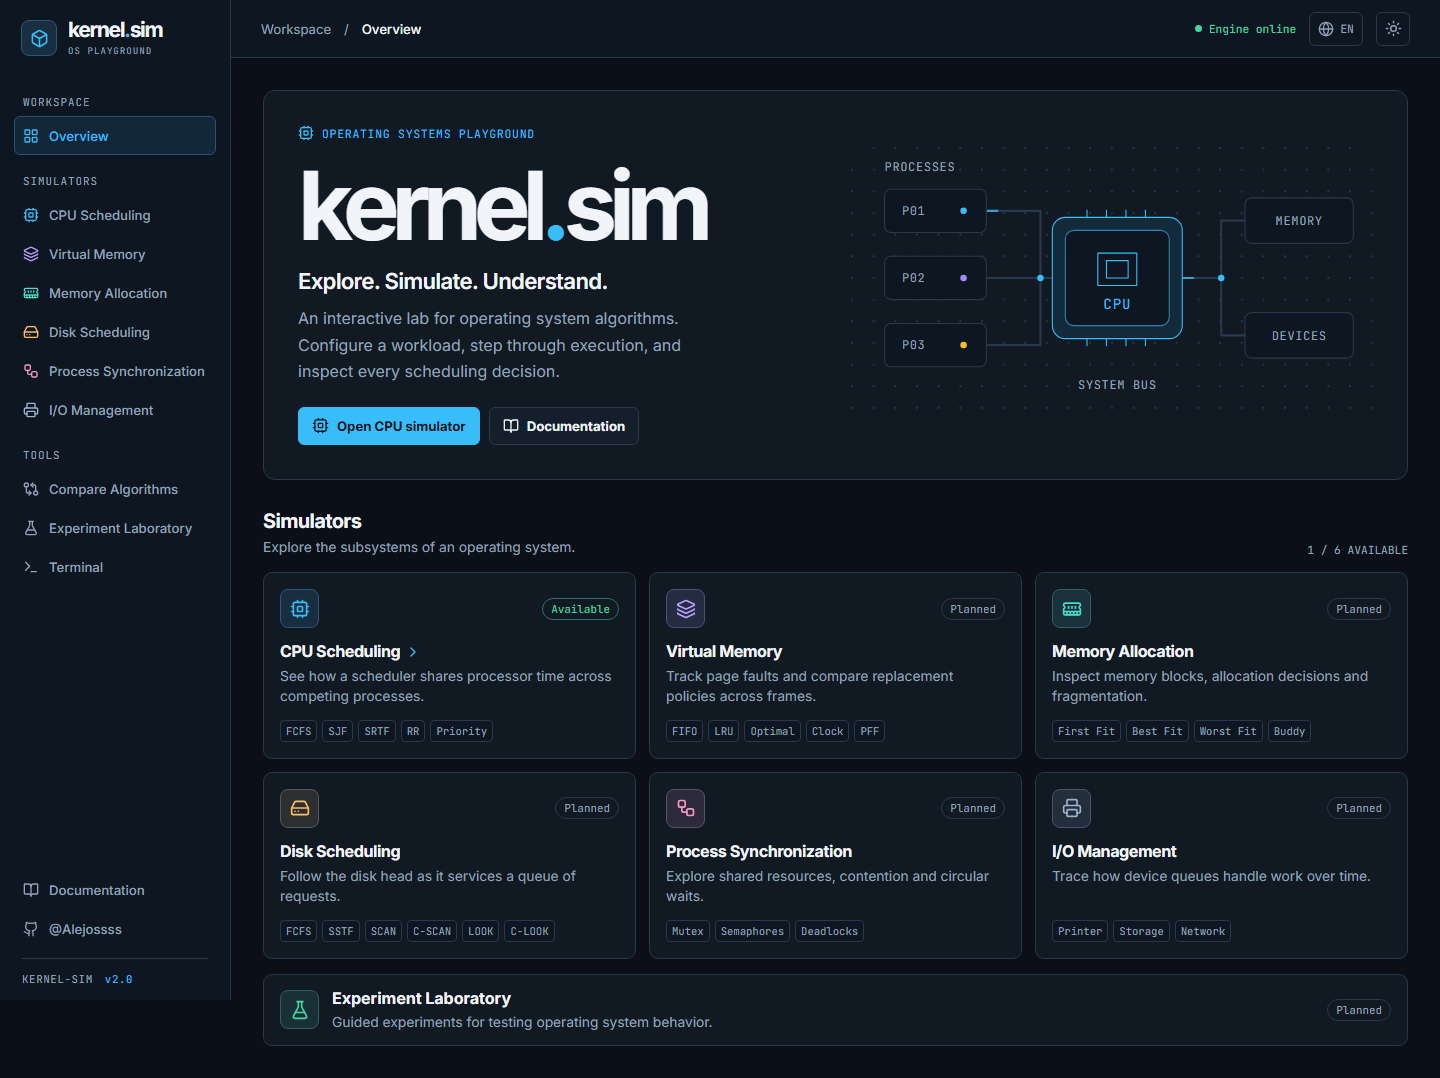 kernel.sim
OS PLAYGROUND
WORKSPACE
Overview
SIMULATORS
CPU Scheduling
Virtual Memory
Memory Allocation
Disk Scheduling
Process Synchronization
I/O Management
TOOLS
Compare Algorithms
Experiment Laboratory
Terminal
Documentation
@Alejossss
KERNEL-SIM v2.0
Workspace / Overview
Engine online
EN
OPERATING SYSTEMS PLAYGROUND
kernel.sim
Explore. Simulate. Understand.
An interactive lab for operating system algorithms.
Configure a workload, step through execution, and
inspect every scheduling decision.
Open CPU simulator
Documentation
PROCESSES
P01
P02
P03
CPU
SYSTEM BUS
MEMORY
DEVICES
Simulators
Explore the subsystems of an operating system.
1 / 6 AVAILABLE
Available
CPU Scheduling
See how a scheduler shares processor time across
competing processes.
FCFS SJF SRTF RR Priority
Planned
Virtual Memory
Track page faults and compare replacement
policies across frames.
FIFO LRU Optimal Clock PFF
Planned
Memory Allocation
Inspect memory blocks, allocation decisions and
fragmentation.
First Fit Best Fit Worst Fit Buddy
Planned
Disk Scheduling
Follow the disk head as it services a queue of
requests.
FCFS SSTF SCAN C-SCAN LOOK C-LOOK
Planned
Process Synchronization
Explore shared resources, contention and circular
waits.
Mutex Semaphores Deadlocks
Planned
I/O Management
Trace how device queues handle work over time.
Printer Storage Network
Experiment Laboratory
Guided experiments for testing operating system behavior.
Planned